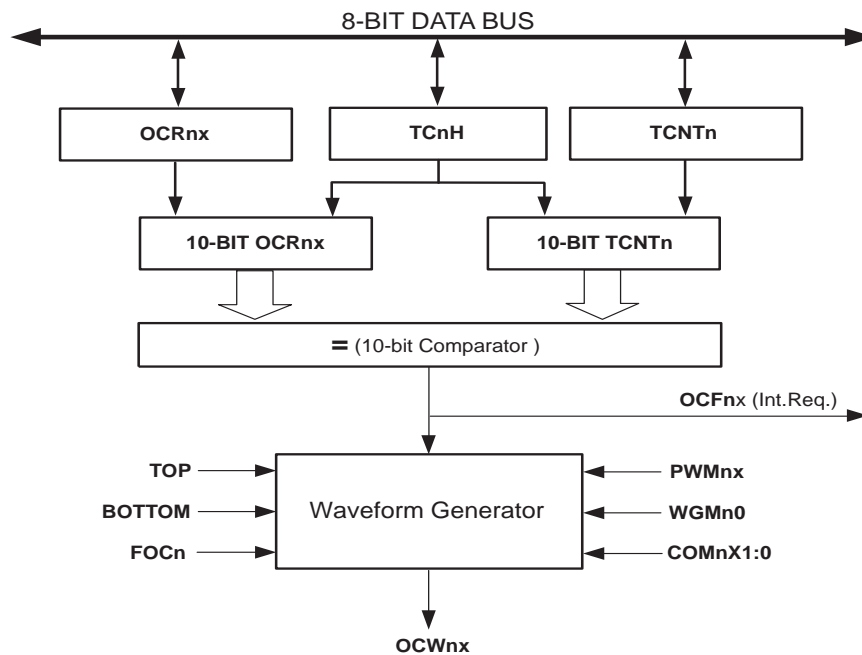 8-BIT DATA BUS
OCRnx
TCnH
TCNTn
10-BIT OCRnx
10-BIT TCNTn
= (10-bit Comparator )
OCFnx (Int.Req.)
TOP
PWMnx
BOTTOM
Waveform Generator
WGMn0
FOCn
COMnX1:0
OCWnx